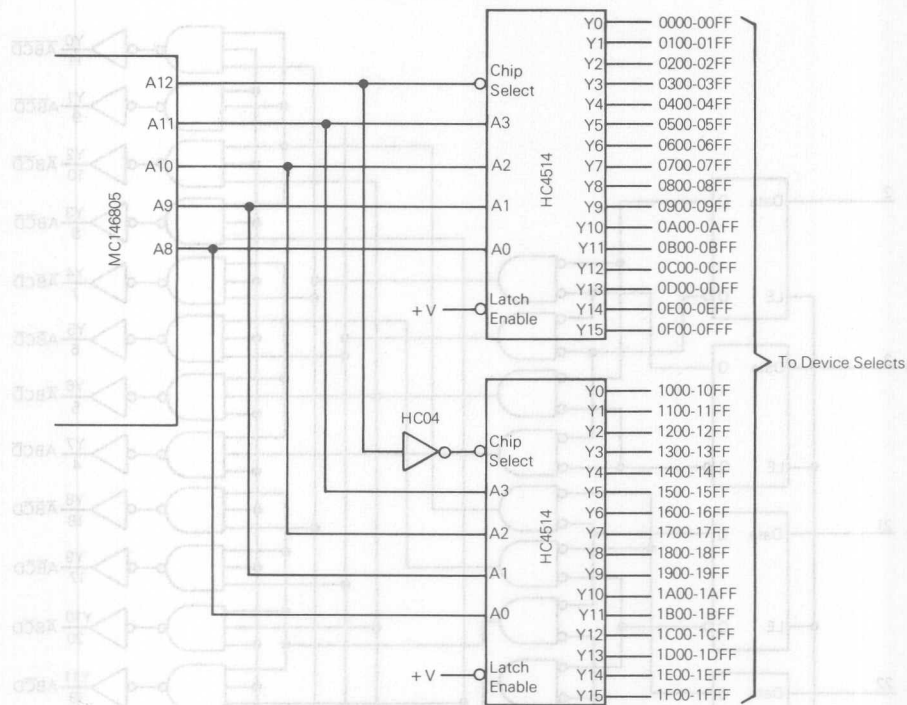 MC146805
A12
A11
A10
A9
A8
Chip
Select
A3
A2
A1
A0
+V
Latch
Enable
HC4514
Y0 0000-00FF
Y1 0100-01FF
Y2 0200-02FF
Y3 0300-03FF
Y4 0400-04FF
Y5 0500-05FF
Y6 0600-06FF
Y7 0700-07FF
Y8 0800-08FF
Y9 0900-09FF
Y10 0A00-0AFF
Y11 0B00-0BFF
Y12 0C00-0CFF
Y13 0D00-0DFF
Y14 0E00-0EFF
Y15 0F00-0FFF
To Device Selects
HC04
Chip
Select
A3
A2
A1
A0
+V
Latch
Enable
HC4514
Y0 1000-10FF
Y1 1100-11FF
Y2 1200-12FF
Y3 1300-13FF
Y4 1400-14FF
Y5 1500-15FF
Y6 1600-16FF
Y7 1700-17FF
Y8 1800-18FF
Y9 1900-19FF
Y10 1A00-1AFF
Y11 1B00-1BFF
Y12 1C00-1CFF
Y13 1D00-1DFF
Y14 1E00-1EFF
Y15 1F00-1FFF